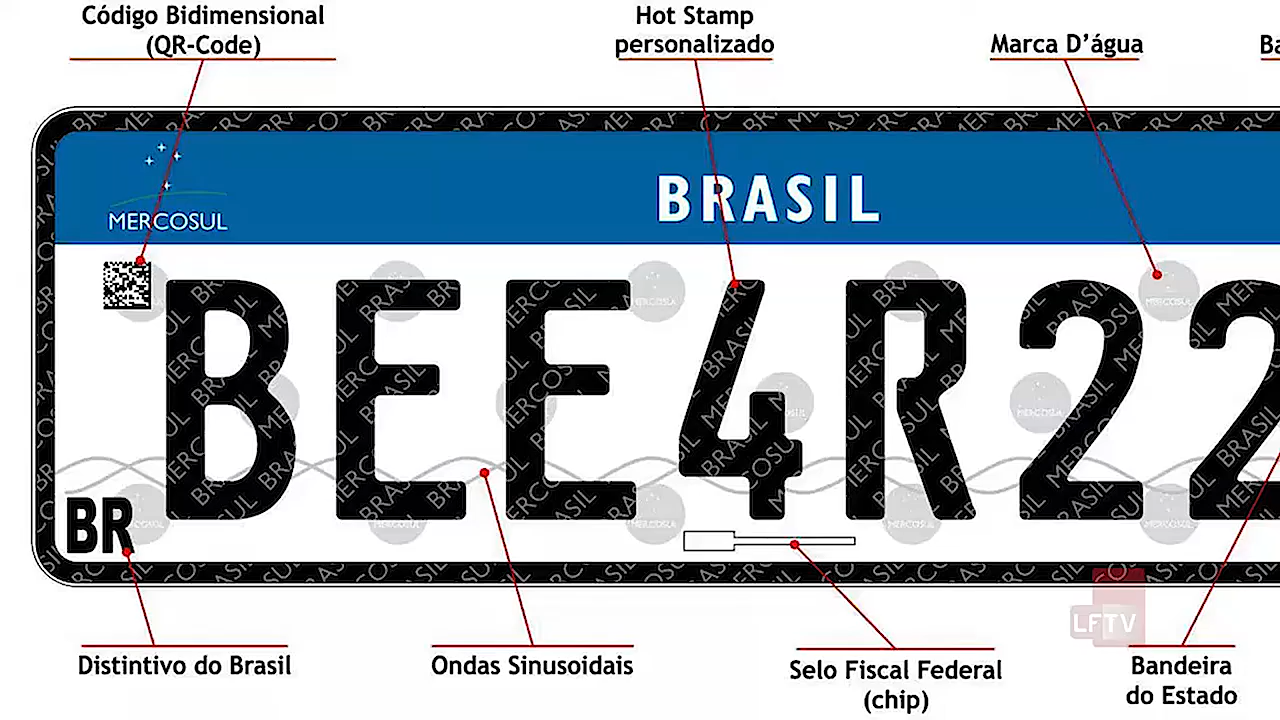 Código Bidimensional
(QR-Code)
Hot Stamp
personalizado
Marca D'água
Ba
MERCOSUL
BRASIL
BEE4R22
BR
LFTV
Distintivo do Brasil
Ondas Sinusoidais
Selo Fiscal Federal
(chip)
Bandeira
do Estado